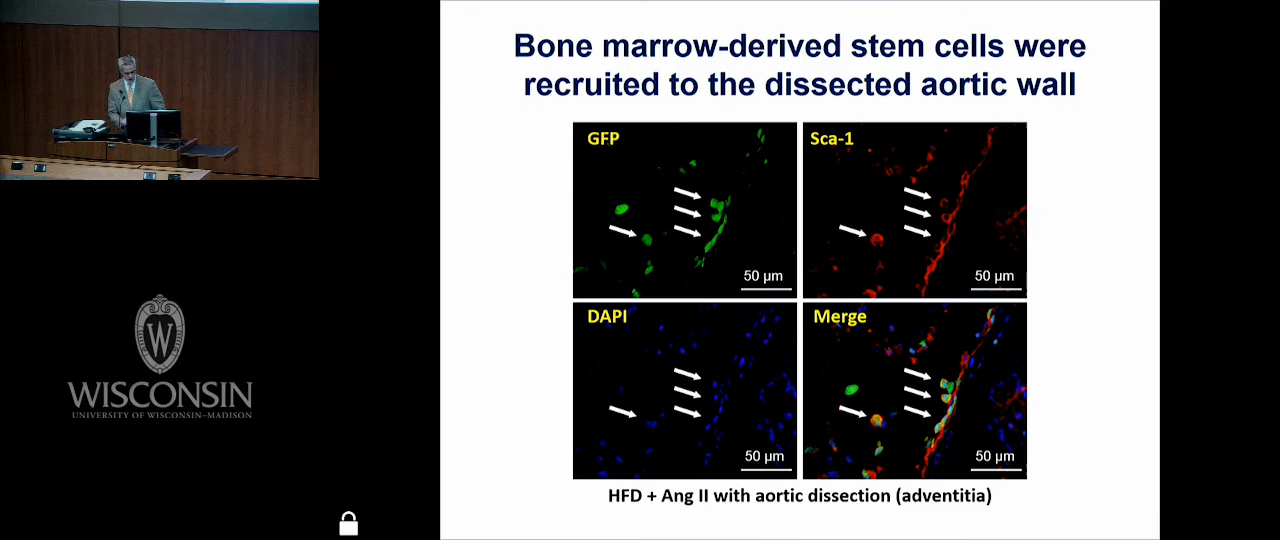 Bone marrow-derived stem cells were
recruited to the dissected aortic wall
GFP
50 µm
Sca-1
50 µm
DAPI
50 µm
Merge
50 µm
HFD + Ang II with aortic dissection (adventitia)
W
WISCONSIN
UNIVERSITY OF WISCONSIN–MADISON